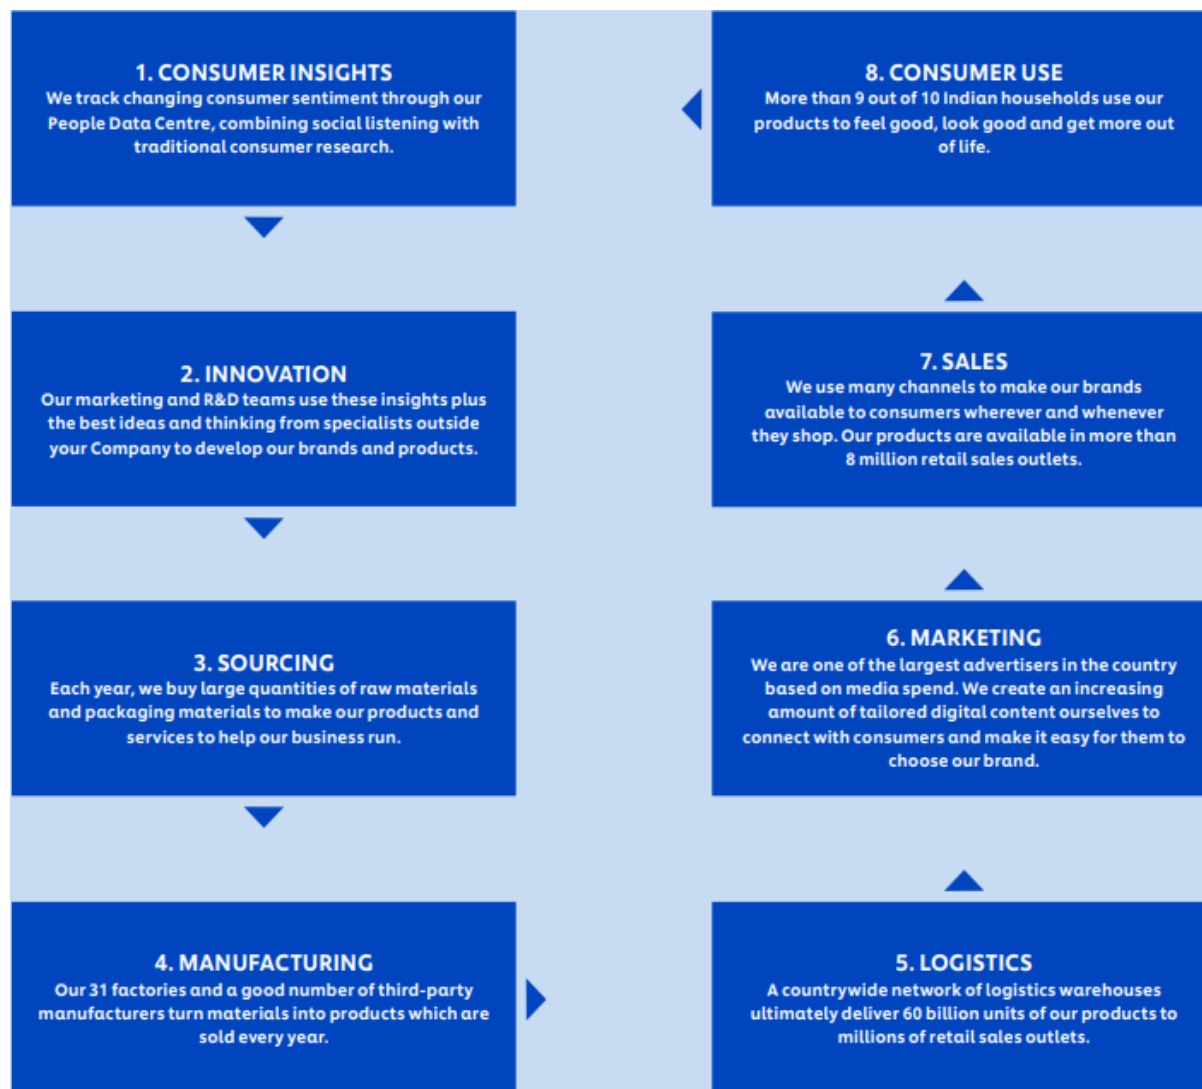 1. CONSUMER INSIGHTS
We track changing consumer sentiment through our
People Data Centre, combining social listening with
traditional consumer research.
2. INNOVATION
Our marketing and R&D teams use these insights plus
the best ideas and thinking from specialists outside
your Company to develop our brands and products.
3. SOURCING
Each year, we buy large quantities of raw materials
and packaging materials to make our products and
services to help our business run.
4. MANUFACTURING
Our 31 factories and a good number of third-party
manufacturers turn materials into products which are
sold every year.
5. LOGISTICS
A countrywide network of logistics warehouses
ultimately deliver 60 billion units of our products to
millions of retail sales outlets.
6. MARKETING
We are one of the largest advertisers in the country
based on media spend. We create an increasing
amount of tailored digital content ourselves to
connect with consumers and make it easy for them to
choose our brand.
7. SALES
We use many channels to make our brands
available to consumers wherever and whenever
they shop. Our products are available in more than
8 million retail sales outlets.
8. CONSUMER USE
More than 9 out of 10 Indian households use our
products to feel good, look good and get more out
of life.